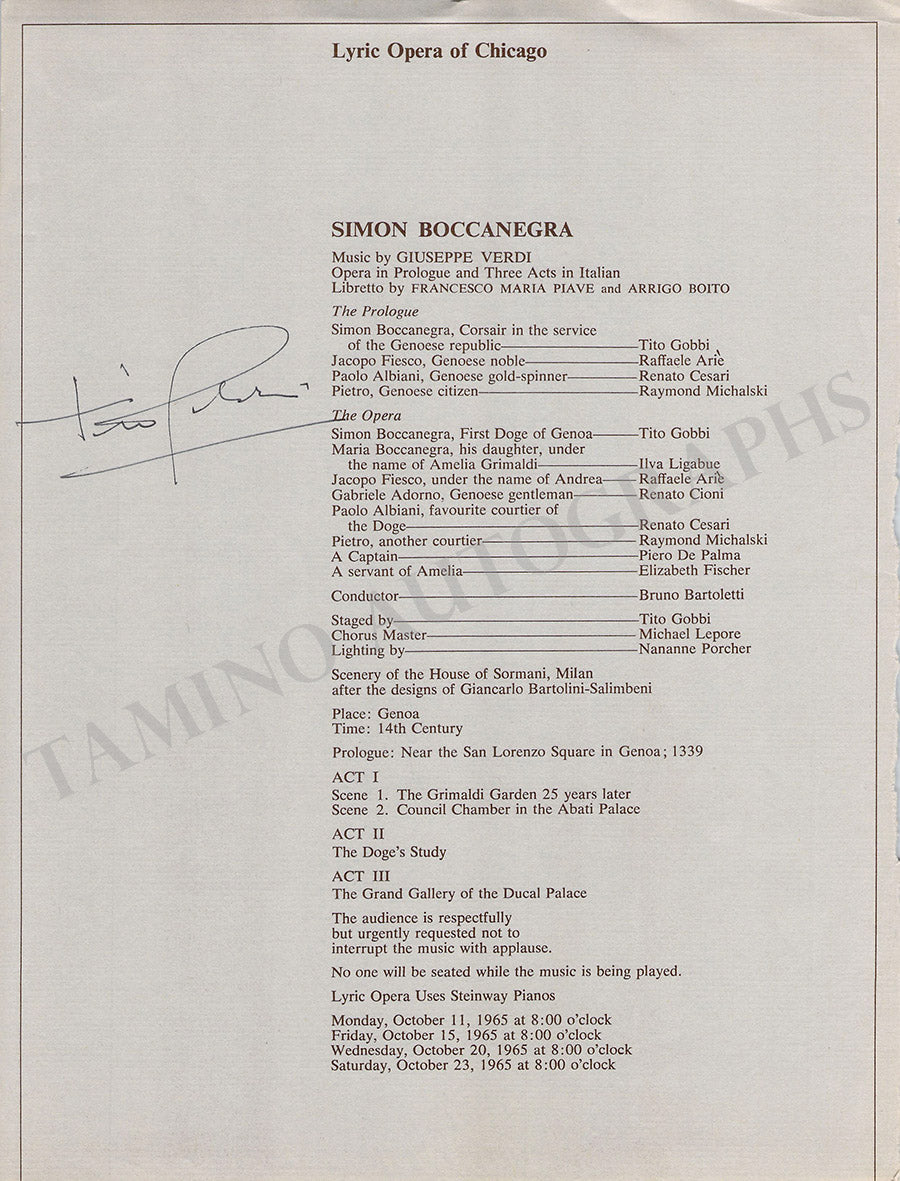 Lyric Opera of Chicago
SIMON BOCCANEGRA
Music by GIUSEPPE VERDI
Opera in Prologue and Three Acts in Italian
Libretto by FRANCESCO MARIA PIAVE and ARRIGO BOITO
The Prologue
Simon Boccanegra, Corsair in the service
of the Genoese republic—Tito Gobbi
Jacopo Fiesco, Genoese noble—Raffaele Ariè
Paolo Albiani, Genoese gold-spinner—Renato Cesari
Pietro, Genoese citizen—Raymond Michalski
Tito Gobbi
The Opera
Simon Boccanegra, First Doge of Genoa—Tito Gobbi
Maria Boccanegra, his daughter, under
the name of Amelia Grimaldi—Ilva Ligabue
Jacopo Fiesco, under the name of Andrea—Raffaele Ariè
Gabriele Adorno, Genoese gentleman—Renato Cioni
Paolo Albiani, favourite courtier of
the Doge—Renato Cesari
Pietro, another courtier—Raymond Michalski
A Captain—Piero De Palma
A servant of Amelia—Elizabeth Fischer
Conductor—Bruno Bartoletti
Staged by—Tito Gobbi
Chorus Master—Michael Lepore
Lighting by—Nananne Porcher
Scenery of the House of Sormani, Milan
after the designs of Giancarlo Bartolini-Salimbeni
Place: Genoa
Time: 14th Century
Prologue: Near the San Lorenzo Square in Genoa; 1339
ACT I
Scene 1. The Grimaldi Garden 25 years later
Scene 2. Council Chamber in the Abati Palace
ACT II
The Doge's Study
ACT III
The Grand Gallery of the Ducal Palace
The audience is respectfully
but urgently requested not to
interrupt the music with applause.
No one will be seated while the music is being played.
Lyric Opera Uses Steinway Pianos
Monday, October 11, 1965 at 8:00 o'clock
Friday, October 15, 1965 at 8:00 o'clock
Wednesday, October 20, 1965 at 8:00 o'clock
Saturday, October 23, 1965 at 8:00 o'clock
TAMINO AUTOGRAPHS